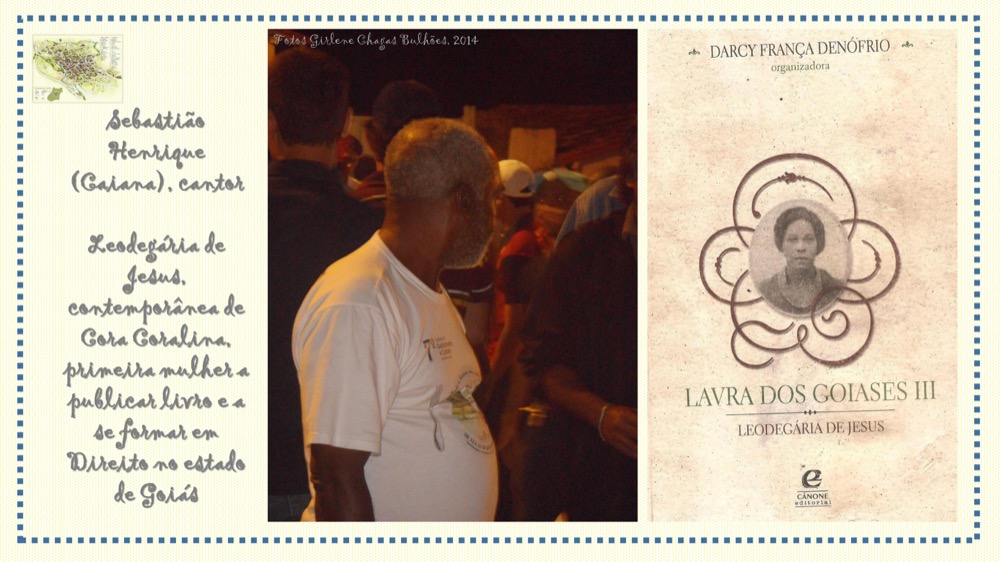 Sebastião
Henrique
(Caiana), cantor
Leodegária de
Jesus,
contemporânea de
Cora Coralina,
primeira mulher a
publicar livro e a
se formar em
Direito no estado
de Goiás
Fotos Girlene Chagas Bulhões, 2014
DARCY FRANÇA DENÓFRIO
organizadora
LAVRA DOS GOIASES III
LEODEGÁRIA DE JESUS
e
CÂNONE
editorial